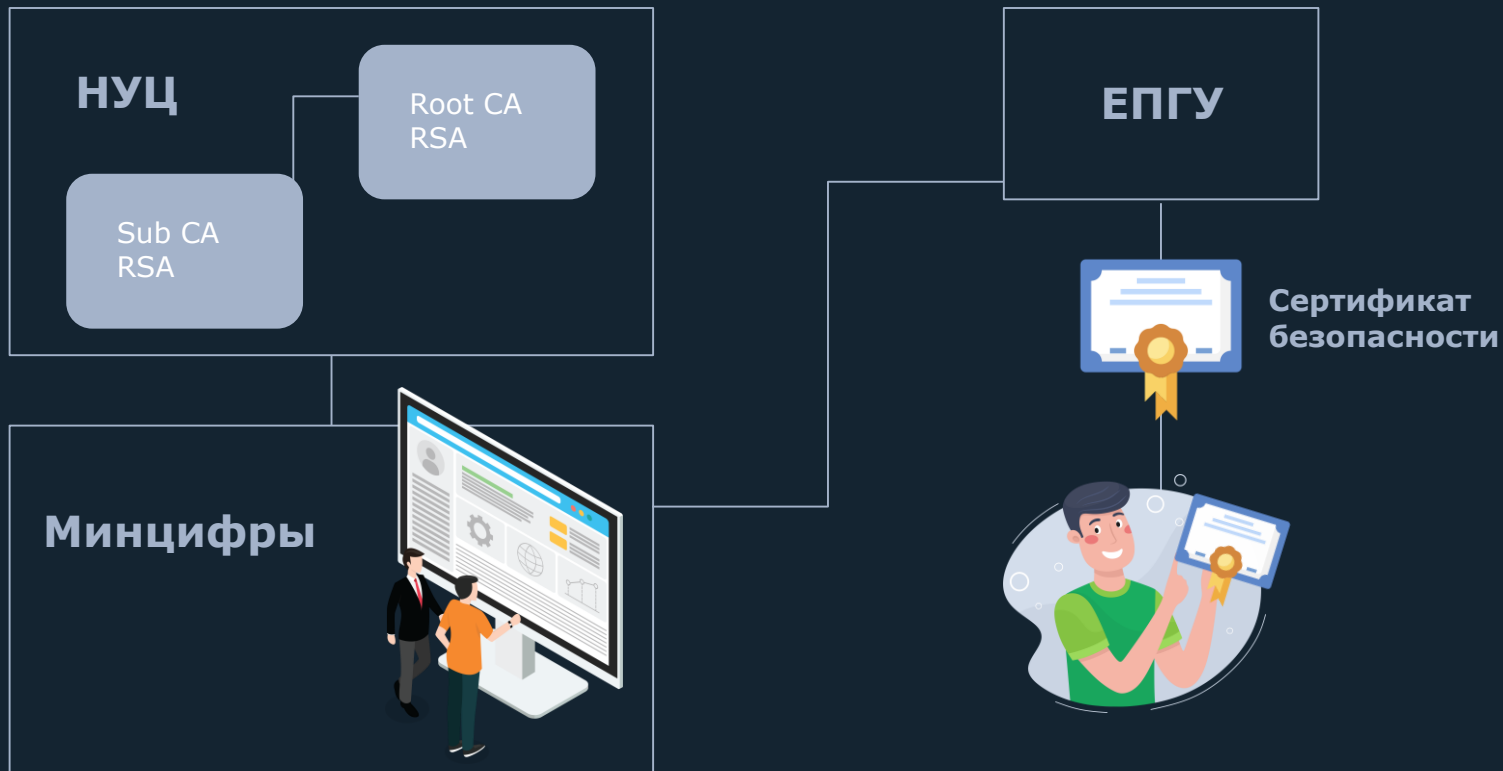 НУЦ
Root CA
RSA
Sub CA
RSA
ЕПГУ
Сертификат
безопасности
Минцифры